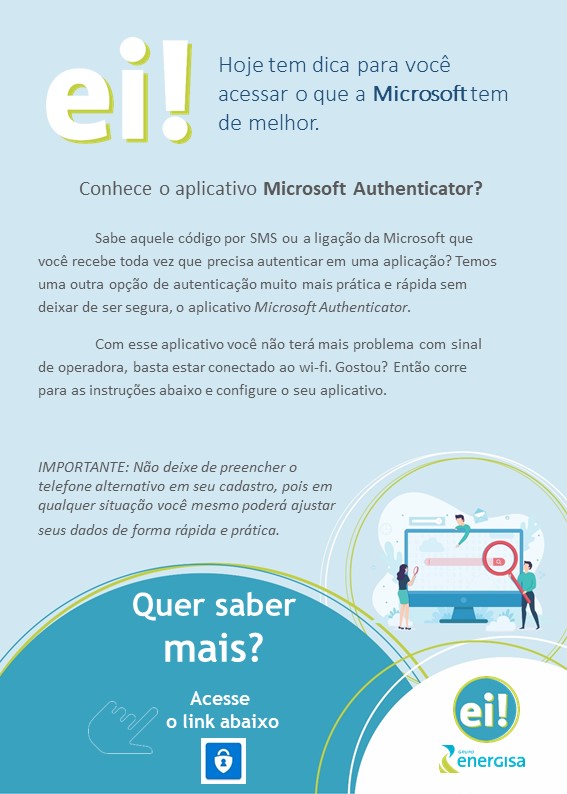 ei!
Hoje tem dica para você
acessar o que a Microsoft tem
de melhor.
Conhece o aplicativo Microsoft Authenticator?
Sabe aquele código por SMS ou a ligação da Microsoft que
você recebe toda vez que precisa autenticar em uma aplicação? Temos
uma outra opção de autenticação muito mais prática e rápida sem
deixar de ser segura, o aplicativo Microsoft Authenticator.
Com esse aplicativo você não terá mais problema com sinal
de operadora, basta estar conectado ao wi-fi. Gostou? Então corre
para as instruções abaixo e configure o seu aplicativo.
IMPORTANTE: Não deixe de preencher o
telefone alternativo em seu cadastro, pois em
qualquer situação você mesmo poderá ajustar
seus dados de forma rápida e prática.
Quer saber
mais?
Acesse
o link abaixo
ei!
GRUPO
energisa